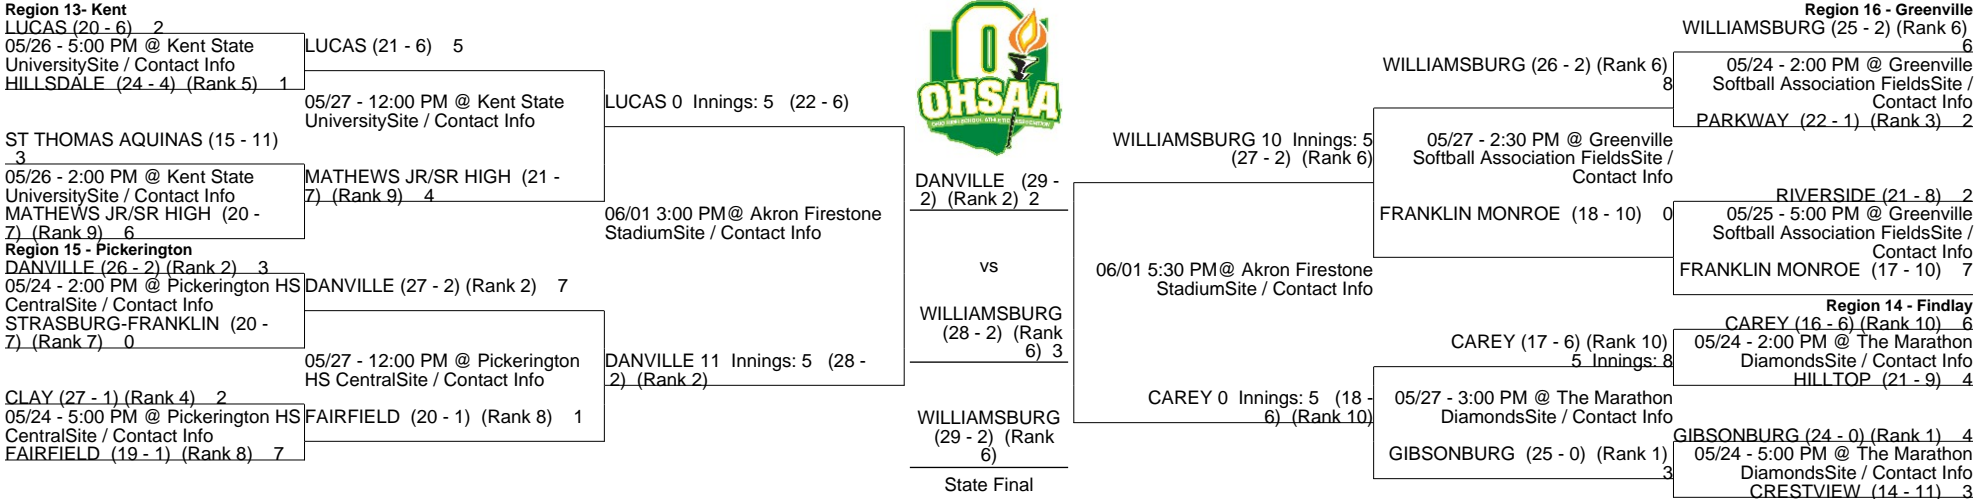 Region 13- Kent
LUCAS (20 - 6) 2
05/26 - 5:00 PM @ Kent State
UniversitySite / Contact Info
HILLSDALE (24 - 4) (Rank 5) 1
ST THOMAS AQUINAS (15 - 11)
3
05/26 - 2:00 PM @ Kent State
UniversitySite / Contact Info
MATHEWS JR/SR HIGH (20 -
7) (Rank 9) 6
Region 15 - Pickerington
DANVILLE (26 - 2) (Rank 2) 3
05/24 - 2:00 PM @ Pickerington HS
CentralSite / Contact Info
STRASBURG-FRANKLIN (20 -
7) (Rank 7) 0
CLAY (27 - 1) (Rank 4) 2
05/24 - 5:00 PM @ Pickerington HS
CentralSite / Contact Info
FAIRFIELD (19 - 1) (Rank 8) 7
LUCAS (21 - 6) 5
05/27 - 12:00 PM @ Kent State
UniversitySite / Contact Info
MATHEWS JR/SR HIGH (21 -
7) (Rank 9) 4
DANVILLE (27 - 2) (Rank 2) 7
05/27 - 12:00 PM @ Pickerington
HS CentralSite / Contact Info
FAIRFIELD (20 - 1) (Rank 8) 1
LUCAS 0 Innings: 5 (22 - 6)
06/01 3:00 PM@ Akron Firestone
StadiumSite / Contact Info
DANVILLE 11 Innings: 5 (28 -
2) (Rank 2)
OHSAA
DANVILLE (29 -
2) (Rank 2) 2
vs
WILLIAMSBURG
(28 - 2) (Rank
6) 3
WILLIAMSBURG
(29 - 2) (Rank
6)
State Final
WILLIAMSBURG 10 Innings: 5
(27 - 2) (Rank 6)
06/01 5:30 PM@ Akron Firestone
StadiumSite / Contact Info
CAREY 0 Innings: 5 (18 -
6) (Rank 10)
WILLIAMSBURG (26 - 2) (Rank 6)
8
05/27 - 2:30 PM @ Greenville
Softball Association FieldsSite /
Contact Info
FRANKLIN MONROE (18 - 10) 0
CAREY (17 - 6) (Rank 10)
5 Innings: 8
05/27 - 3:00 PM @ The Marathon
DiamondsSite / Contact Info
GIBSONBURG (25 - 0) (Rank 1)
3
Region 16 - Greenville
WILLIAMSBURG (25 - 2) (Rank 6)
6
05/24 - 2:00 PM @ Greenville
Softball Association FieldsSite /
Contact Info
PARKWAY (22 - 1) (Rank 3) 2
RIVERSIDE (21 - 8) 2
05/25 - 5:00 PM @ Greenville
Softball Association FieldsSite /
Contact Info
FRANKLIN MONROE (17 - 10) 7
Region 14 - Findlay
CAREY (16 - 6) (Rank 10) 6
05/24 - 2:00 PM @ The Marathon
DiamondsSite / Contact Info
HILLTOP (21 - 9) 4
GIBSONBURG (24 - 0) (Rank 1) 4
05/24 - 5:00 PM @ The Marathon
DiamondsSite / Contact Info
CRESTVIEW (14 - 11) 3